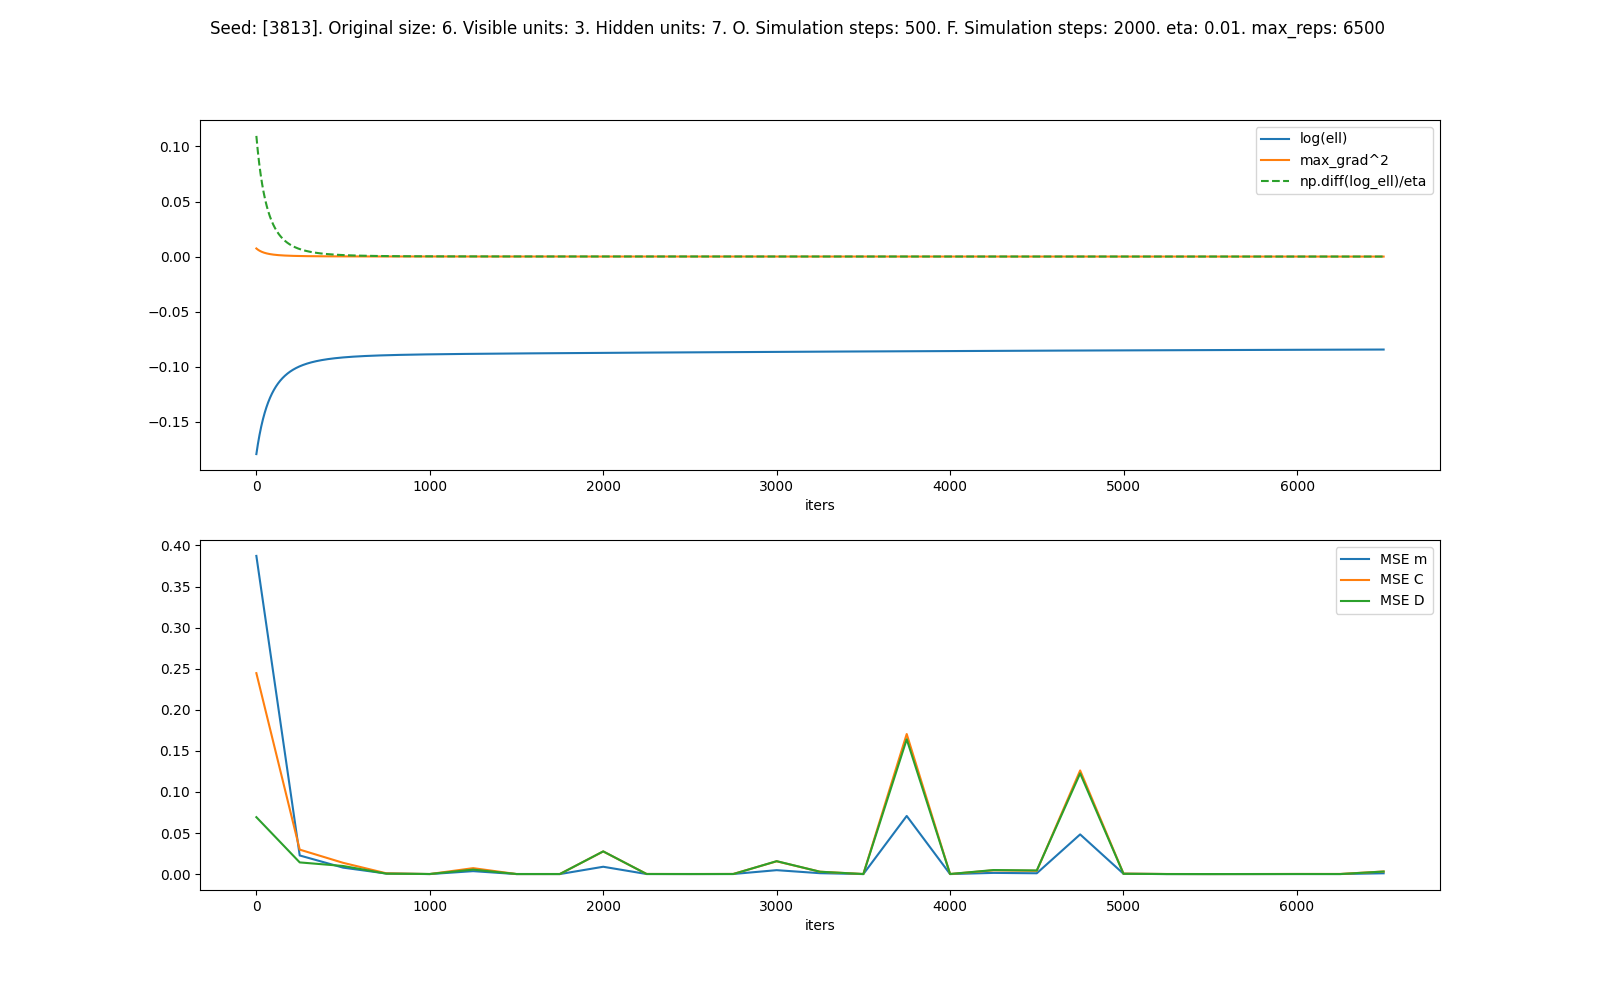 Seed: [3813]. Original size: 6. Visible units: 3. Hidden units: 7. O. Simulation steps: 500. F. Simulation steps: 2000. eta: 0.01. max_reps: 6500
log(ell)
max_grad^2
np.diff(log_ell)/eta
0.10
0.05
0.00
−0.05
−0.10
−0.15
0 1000 2000 3000 4000 5000 6000
iters
MSE m
MSE C
MSE D
0.40
0.35
0.30
0.25
0.20
0.15
0.10
0.05
0.00
0 1000 2000 3000 4000 5000 6000
iters